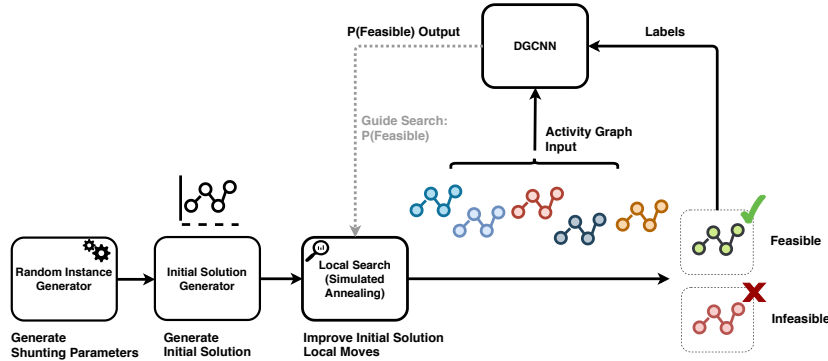 P(Feasible) Output
DGCNN
Labels
Guide Search:
P(Feasible)
Activity Graph
Input
Random Instance
Generator
Initial Solution
Generator
Local Search
(Simulated
Annealing)
Feasible
Infeasible
Generate
Shunting Parameters
Generate
Initial Solution
Improve Initial Solution
Local Moves